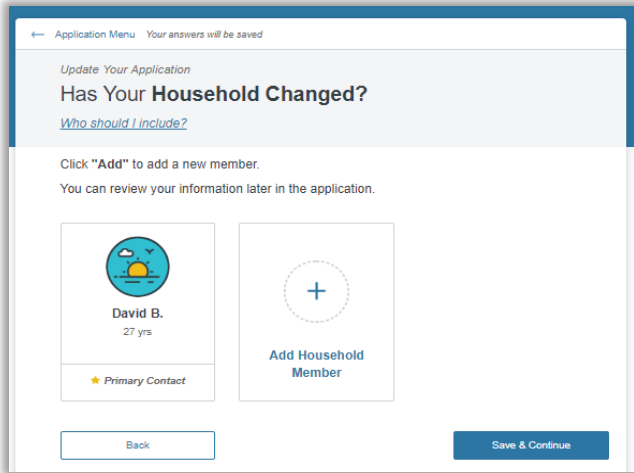 ← Application Menu Your answers will be saved
Update Your Application
Has Your Household Changed?
Who should I include?
Click "Add" to add a new member.
You can review your information later in the application.
David B.
27 yrs
Primary Contact
Add Household
Member
Back
Save & Continue